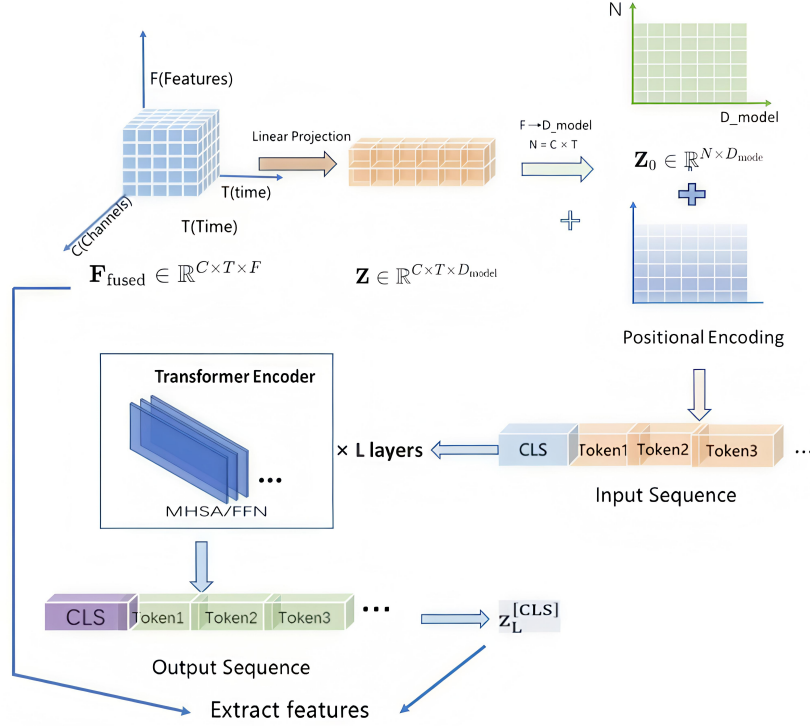 F(Features)
T(time)
T(Time)
C(Channels)
Linear Projection
F→D_model
N = C × T
N
D_model
Z₀ ∈ ℝ^{N×D_mode}
𝐅_fused ∈ ℝ^{C×T×F}
𝐙 ∈ ℝ^{C×T×D_model}
Positional Encoding
Transformer Encoder
MHSA/FFN
...
× L layers
CLS
Token1
Token2
Token3
...
Input Sequence
CLS
Token1
Token2
Token3
...
z_L^{[CLS]}
Output Sequence
Extract features